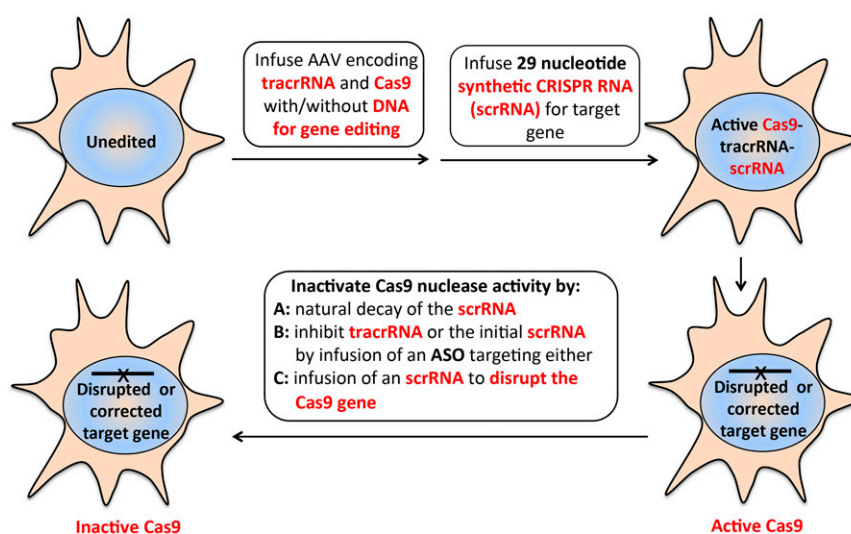 Unedited
Infuse AAV encoding
tracrRNA and Cas9
with/without DNA
for gene editing
Infuse 29 nucleotide
synthetic CRISPR RNA
(scrRNA) for target
gene
Active Cas9-
tracrRNA-
scrRNA
Disrupted or
corrected
target gene
Active Cas9
Inactivate Cas9 nuclease activity by:
A: natural decay of the scrRNA
B: inhibit tracrRNA or the initial scrRNA
by infusion of an ASO targeting either
C: infusion of an scrRNA to disrupt the
Cas9 gene
Disrupted or
corrected
target gene
Inactive Cas9